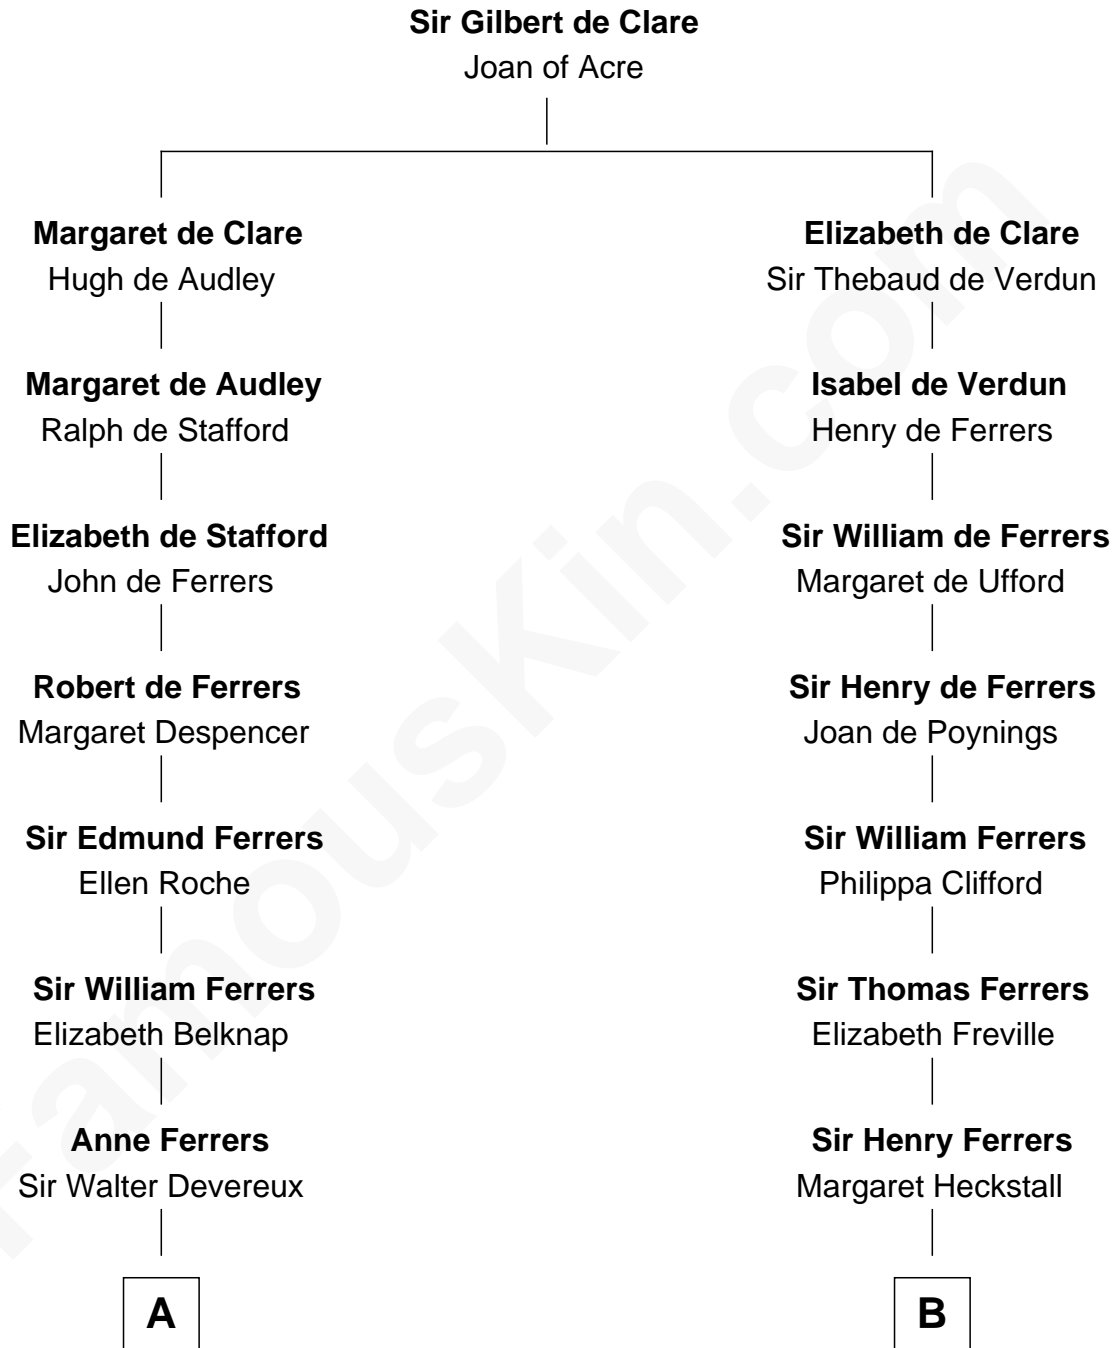 Sir Gilbert de Clare
Joan of Acre
Margaret de Clare
Hugh de Audley
Elizabeth de Clare
Sir Thebaud de Verdun
Margaret de Audley
Ralph de Stafford
Isabel de Verdun
Henry de Ferrers
Elizabeth de Stafford
John de Ferrers
Sir William de Ferrers
Margaret de Ufford
Robert de Ferrers
Margaret Despencer
Sir Henry de Ferrers
Joan de Poynings
Sir Edmund Ferrers
Ellen Roche
Sir William Ferrers
Philippa Clifford
Sir William Ferrers
Elizabeth Belknap
Sir Thomas Ferrers
Elizabeth Freville
Anne Ferrers
Sir Walter Devereux
Sir Henry Ferrers
Margaret Heckstall
A
B
FamousKin.com